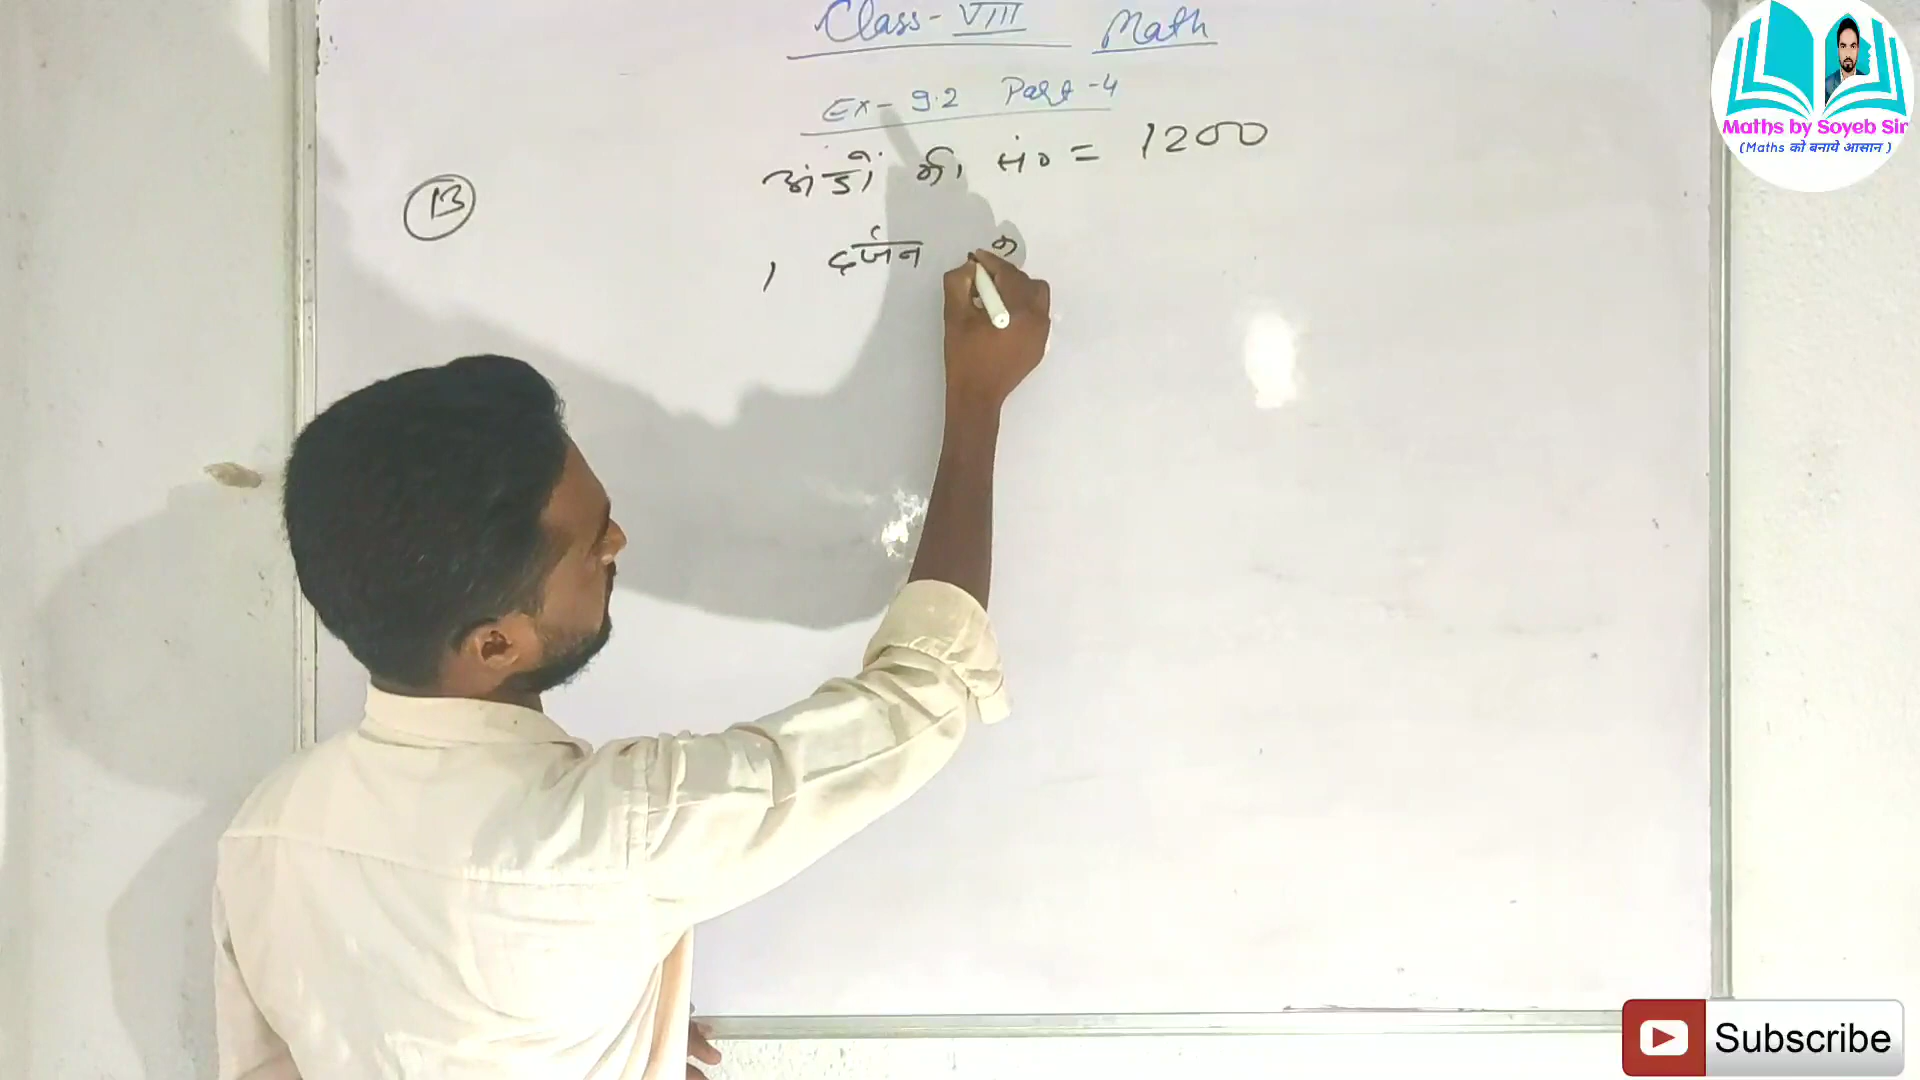 Class- VIII Math
Ex- 9.2 Part -4
13
अंडों की सं० = 1200
1 दर्जन क
Maths by Soyeb Sir
(Maths को बनाये आसान )
Subscribe